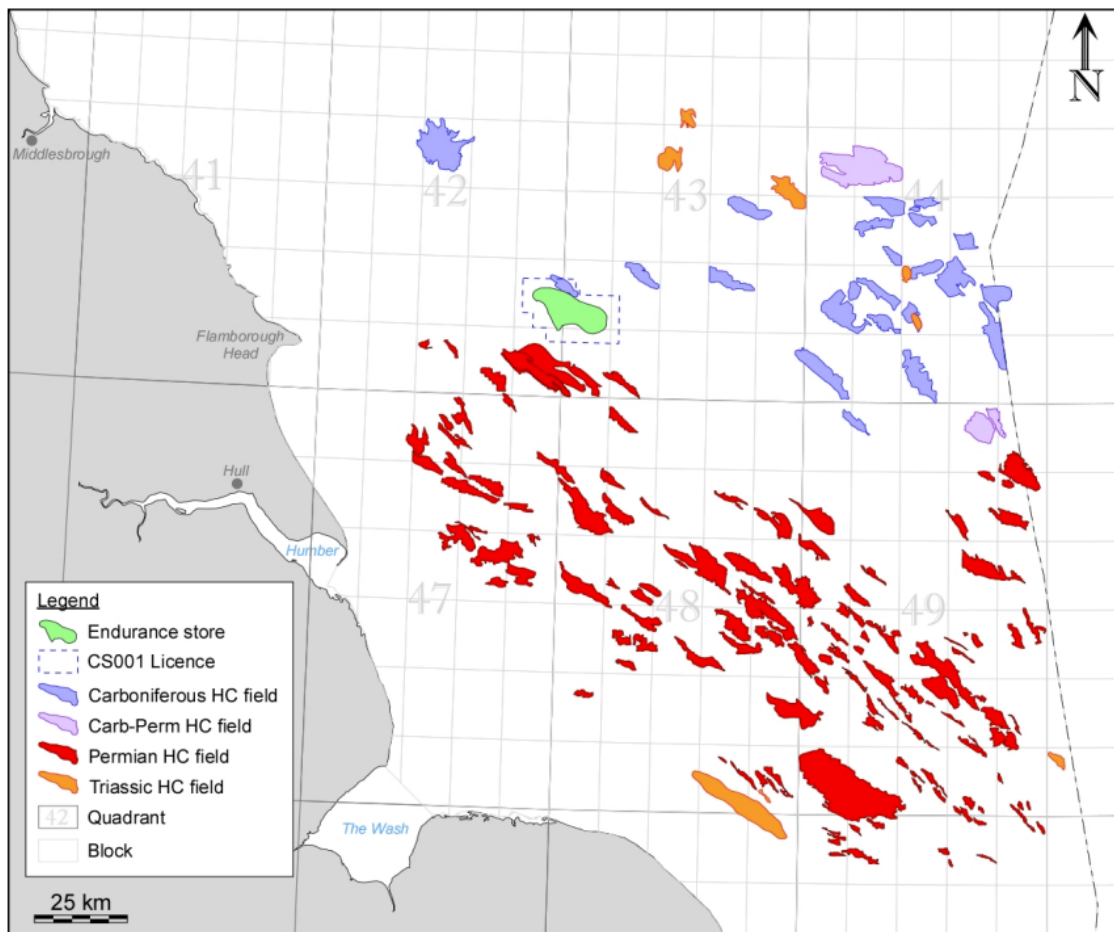 N
Middlesbrough
41
42
43
44
Flamborough
Head
Hull
Humber
47
48
49
Legend
Endurance store
CS001 Licence
Carboniferous HC field
Carb-Perm HC field
Permian HC field
Triassic HC field
42 Quadrant
Block
The Wash
25 km